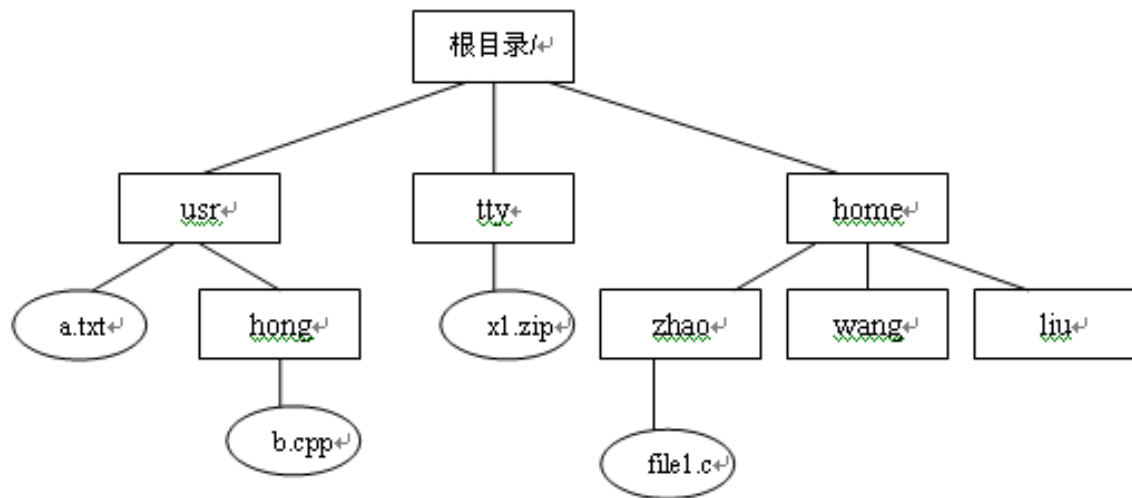 根目录/
usr
tty
home
a.txt
hong
x1.zip
zhao
wang
liu
b.cpp
file1.c